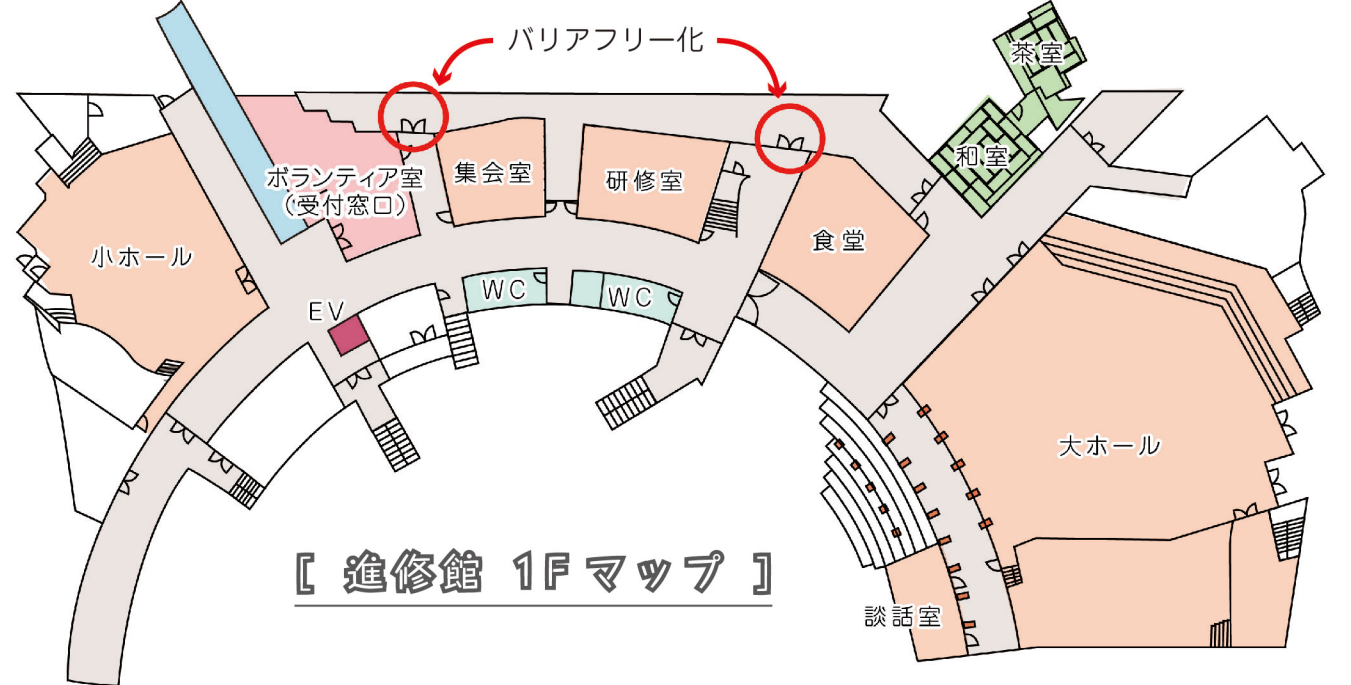 バリアフリー化
茶室
和室
ボランティア室
（受付窓口）
集会室
研修室
食堂
小ホール
EV
WC
WC
大ホール
談話室
[ 進修館 1Fマップ ]